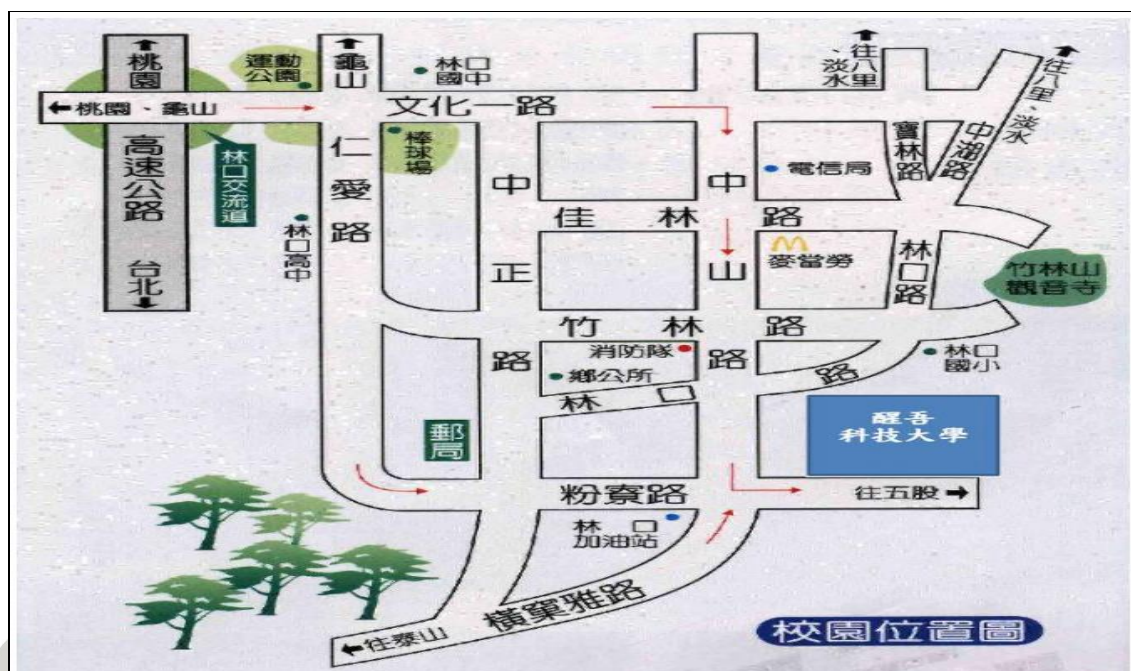 桃園
運動
公園
龜山
林口
國中
往八里
、淡水
往八里、淡水
桃園、龜山
文化一路
高速公路
台北
林口交流道
仁愛路
棒球場
林口高中
中正路
中山路
電信局
寶林路
中湖路
佳林路
麥當勞
林口路
竹林山
觀音寺
竹林路
消防隊
鄉公所
林口路
林口
國小
郵局
醒吾
科技大學
粉寮路
往五股
林口
加油站
橫窠雅路
往泰山
校園位置圖